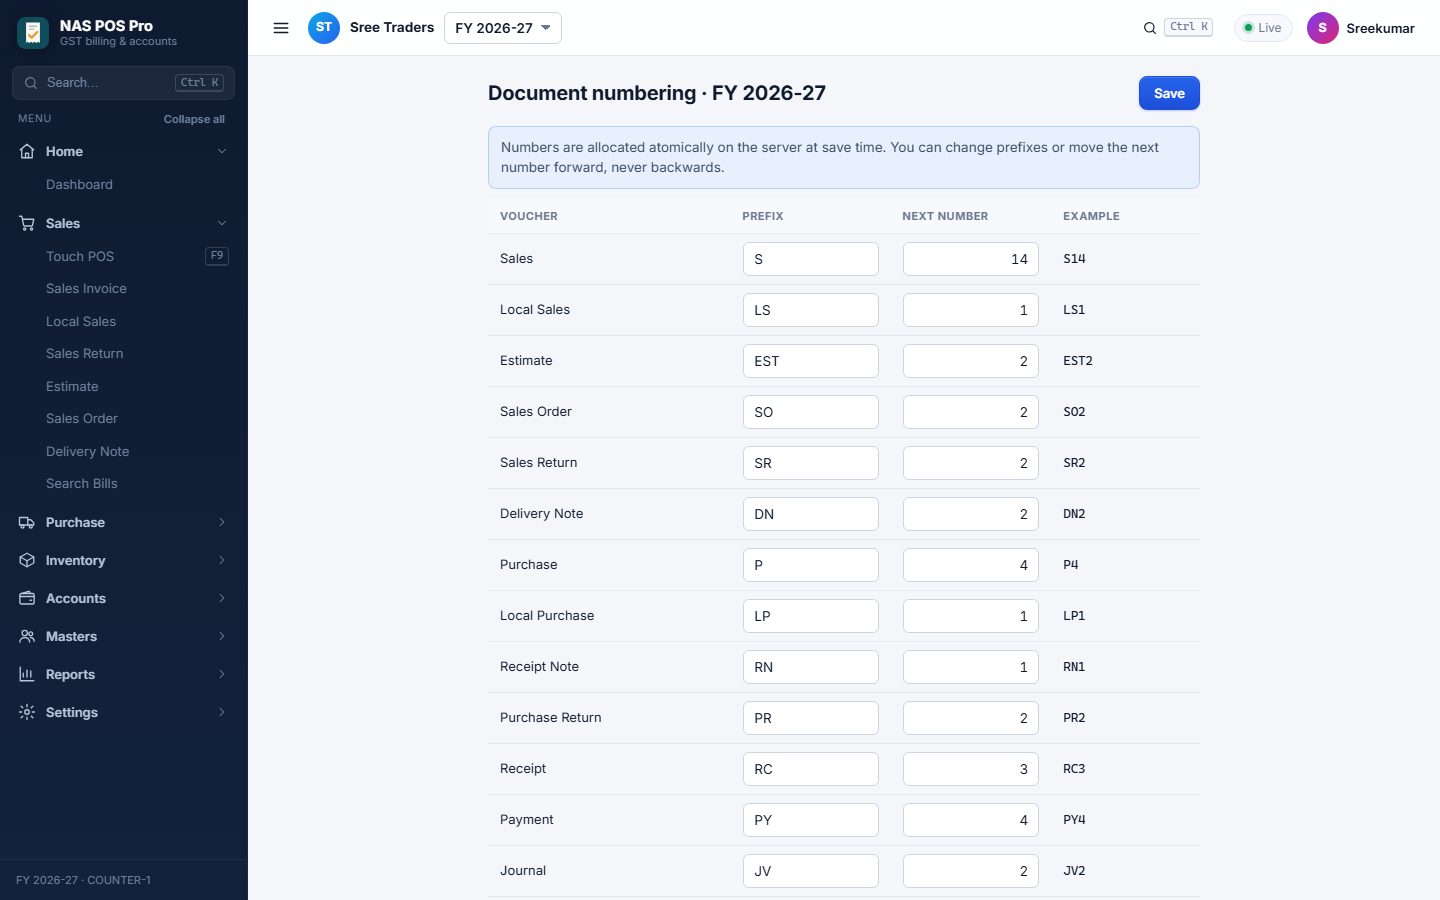 NAS POS Pro
GST billing & accounts
Search... Ctrl K
MENU Collapse all
Home
Dashboard
Sales
Touch POS F9
Sales Invoice
Local Sales
Sales Return
Estimate
Sales Order
Delivery Note
Search Bills
Purchase
Inventory
Accounts
Masters
Reports
Settings
FY 2026-27 · COUNTER-1
ST Sree Traders FY 2026-27 Ctrl K Live S Sreekumar
Document numbering · FY 2026-27 Save
Numbers are allocated atomically on the server at save time. You can change prefixes or move the next
number forward, never backwards.
VOUCHER PREFIX NEXT NUMBER EXAMPLE
Sales S 14 S14
Local Sales LS 1 LS1
Estimate EST 2 EST2
Sales Order SO 2 SO2
Sales Return SR 2 SR2
Delivery Note DN 2 DN2
Purchase P 4 P4
Local Purchase LP 1 LP1
Receipt Note RN 1 RN1
Purchase Return PR 2 PR2
Receipt RC 3 RC3
Payment PY 4 PY4
Journal JV 2 JV2